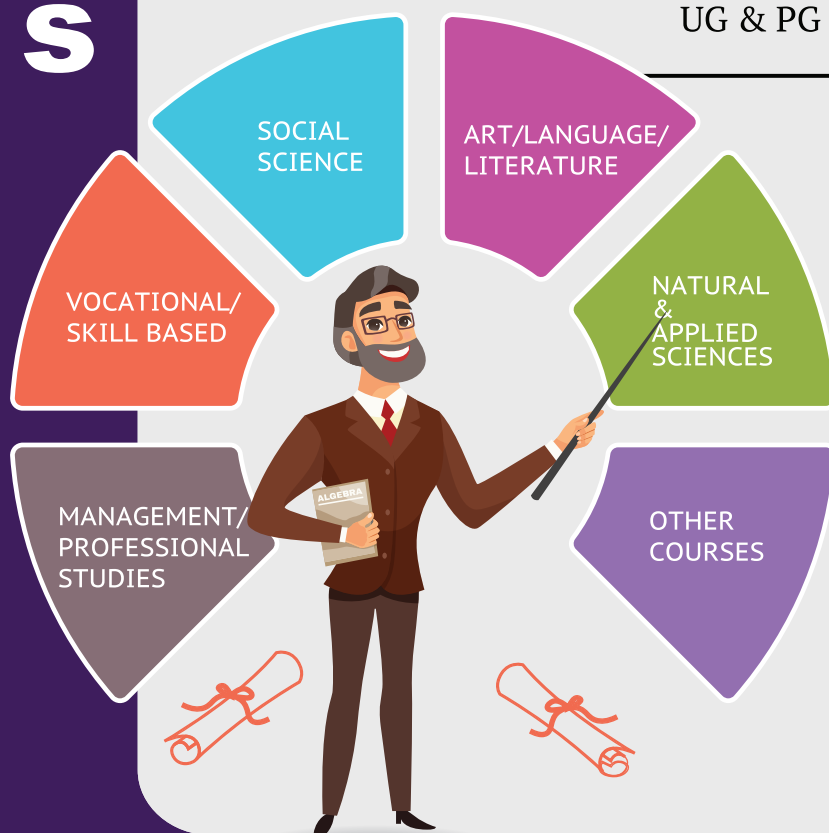 s
UG & PG
SOCIAL
SCIENCE
ART/LANGUAGE/
LITERATURE
VOCATIONAL/
SKILL BASED
NATURAL
&
APPLIED
SCIENCES
MANAGEMENT/
PROFESSIONAL
STUDIES
ALGEBRA
OTHER
COURSES